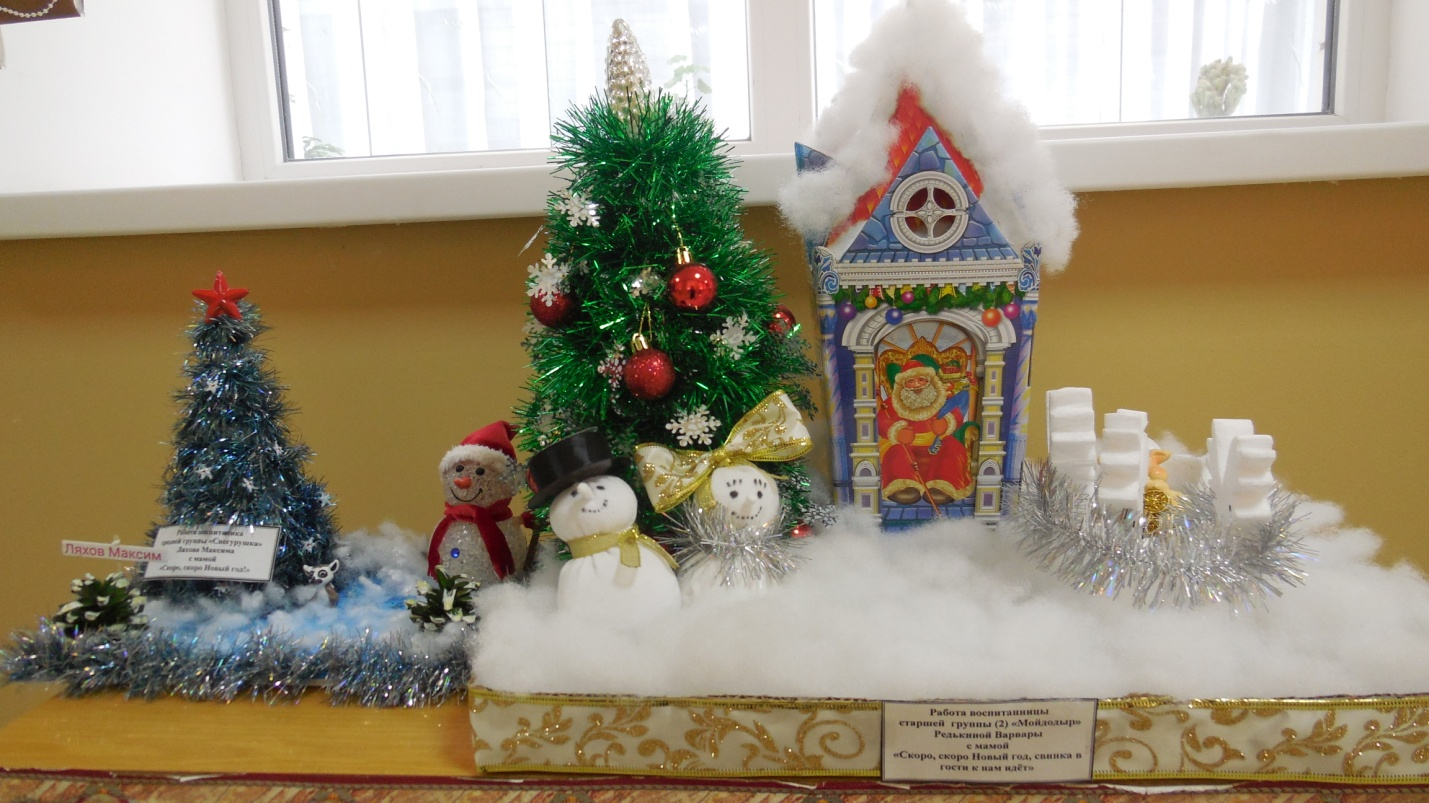 Ляхов Максим
Работа воспитанника
средней группы «Снегурушка»
Ляхова Максима
с мамой
«Скоро, скоро Новый год!»
Работа воспитанницы
старшей группы (2) «Мойдодыр»
Редькиной Варвары
с мамой
«Скоро, скоро Новый год, свинка в
гости к нам идёт»